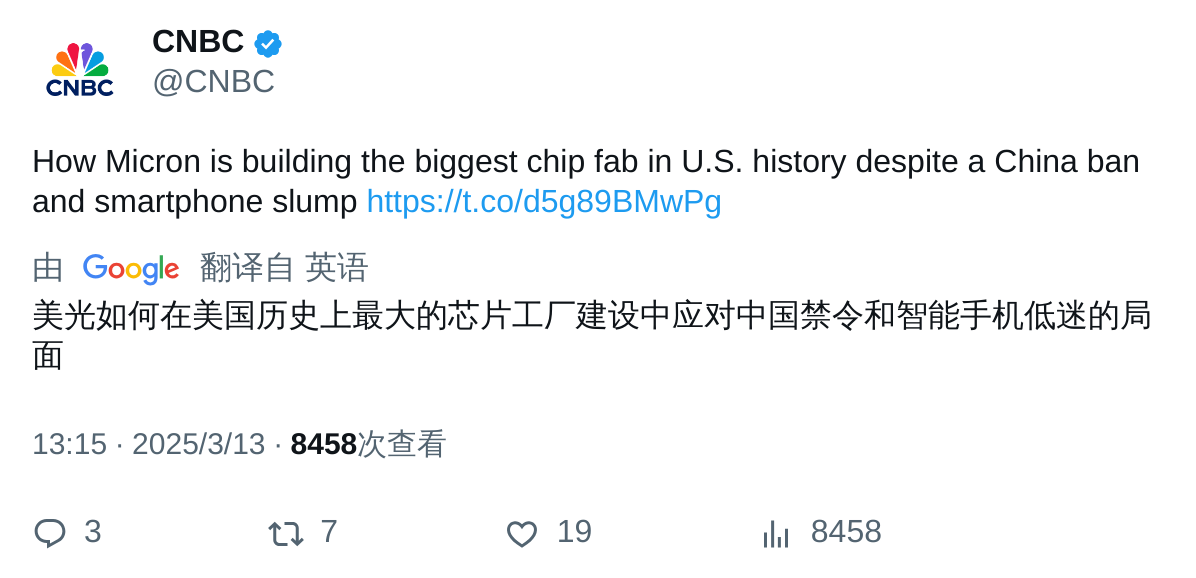 CNBC
CNBC
@CNBC
How Micron is building the biggest chip fab in U.S. history despite a China ban
and smartphone slump https://t.co/d5g89BMwPg
由 Google 翻译自 英语
美光如何在美国历史上最大的芯片工厂建设中应对中国禁令和智能手机低迷的局
面
13:15 · 2025/3/13 · 8458次查看
3 7 19 8458